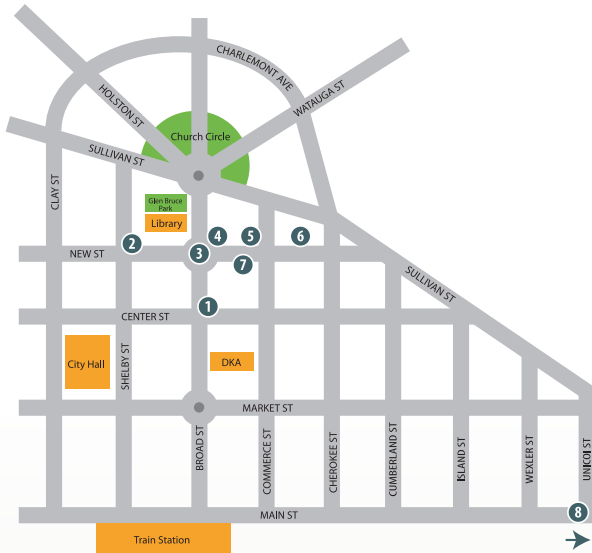 CHARLEMONT AVE
HOLSTON ST
WATAUGA ST
Church Circle
SULLIVAN ST
CLAY ST
Glen Bruce
Park
Library
2
3
4
5
6
NEW ST
7
SULLIVAN ST
1
CENTER ST
City Hall
SHELBY ST
DKA
MARKET ST
BROAD ST
COMMERCE ST
CHEROKEE ST
CUMBERLAND ST
ISLAND ST
WEXLER ST
UNICOI ST
MAIN ST
8
Train Station